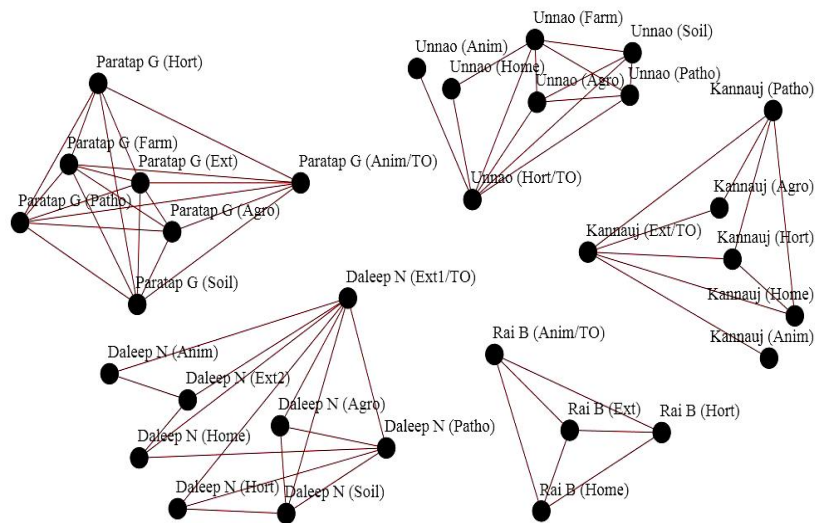 Paratap G (Hort)
Paratap G (Farm)
Paratap G (Ext)
Paratap G (Anim/TO)
Paratap G (Patho)
Paratap G (Agro)
Paratap G (Soil)
Unnao (Farm)
Unnao (Soil)
Unnao (Anim)
Unnao (Home)
Unnao (Agro)
Unnao (Patho)
Unnao (Hort/TO)
Kannauj (Patho)
Kannauj (Agro)
Kannauj (Ext/TO)
Kannauj (Hort)
Kannauj (Home)
Kannauj (Anim)
Daleep N (Ext1/TO)
Daleep N (Anim)
Daleep N (Ext2)
Daleep N (Agro)
Daleep N (Patho)
Daleep N (Home)
Daleep N (Hort)
Daleep N (Soil)
Rai B (Anim/TO)
Rai B (Ext)
Rai B (Hort)
Rai B (Home)